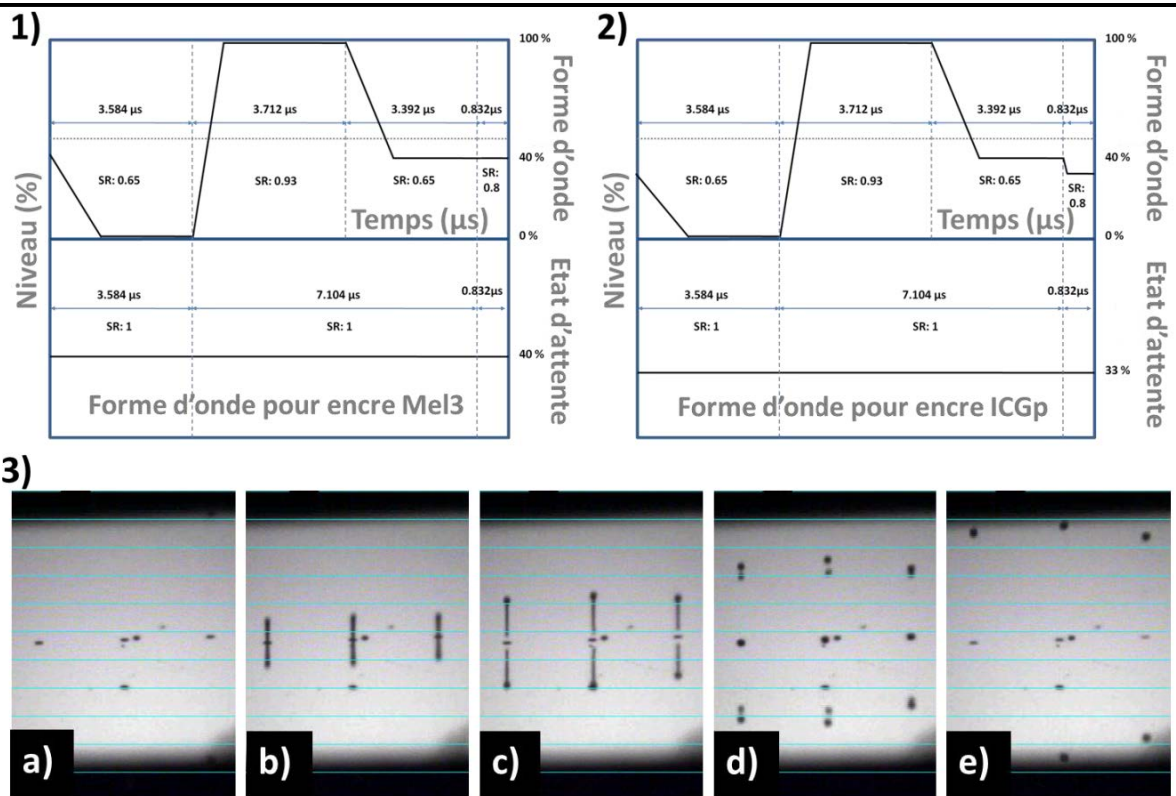 1)
100 %
3.584 µs
3.712 µs
3.392 µs
0.832µs
40 %
SR: 0.65
SR: 0.93
SR: 0.65
SR: 0.8
Temps (µs)
0 %
Forme d'onde
Niveau (%)
3.584 µs
7.104 µs
0.832µs
SR: 1
SR: 1
40 %
Etat d'attente
Forme d'onde pour encre Mel3
2)
100 %
3.584 µs
3.712 µs
3.392 µs
0.832µs
40 %
SR: 0.65
SR: 0.93
SR: 0.65
SR: 0.8
Temps (µs)
0 %
Forme d'onde
Niveau (%)
3.584 µs
7.104 µs
0.832µs
SR: 1
SR: 1
33 %
Etat d'attente
Forme d'onde pour encre ICGp
3)
a)
b)
c)
d)
e)